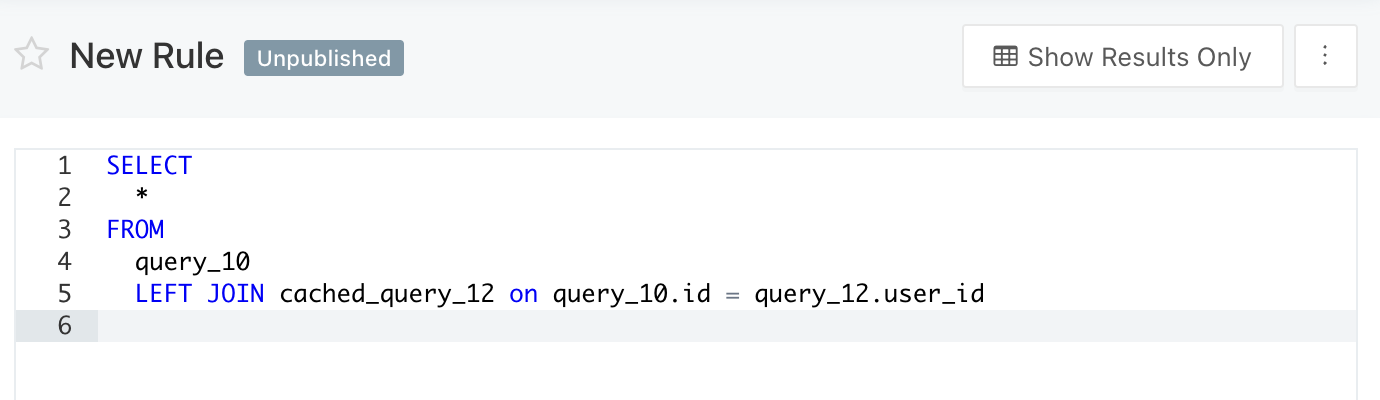 New Rule Unpublished Show Results Only
1 SELECT
2 *
3 FROM
4 query_10
5 LEFT JOIN cached_query_12 on query_10.id = query_12.user_id
6